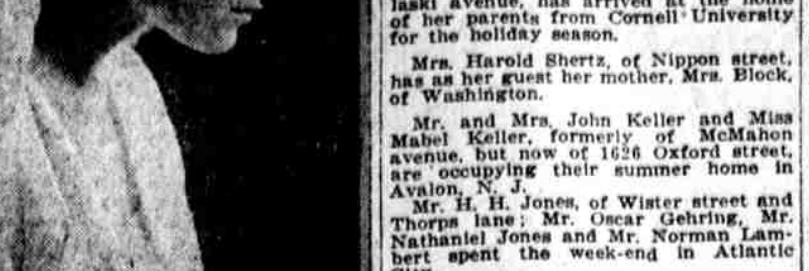 laski avenue, has arrived at the home
of her parents from Cornell University
for the holiday season.
Mrs. Harold Shertz, of Nippon street,
has as her guest her mother, Mrs. Block,
of Washington.
Mr. and Mrs. John Keller and Miss
Mabel Keller, formerly of McMahon
avenue, but now of 1626 Oxford street,
are occupying their summer home in
Avalon, N. J.
Mr. H. H. Jones, of Wister street and
Thorps lane; Mr. Oscar Gehring, Mr.
Nathaniel Jones and Mr. Norman Lam-
bert spent the week-end in Atlantic